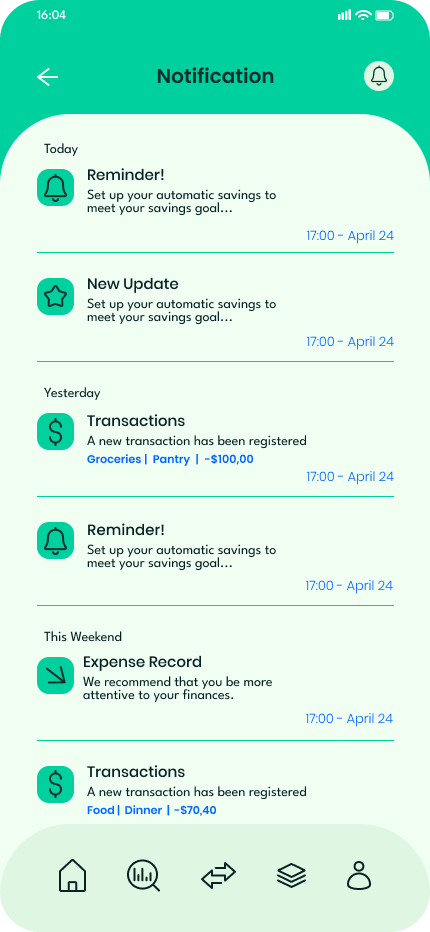 16:04
Notification
Today
Reminder!
Set up your automatic savings to
meet your savings goal...
17:00 - April 24
New Update
Set up your automatic savings to
meet your savings goal...
17:00 - April 24
Yesterday
Transactions
A new transaction has been registered
Groceries | Pantry | -$100,00
17:00 - April 24
Reminder!
Set up your automatic savings to
meet your savings goal...
17:00 - April 24
This Weekend
Expense Record
We recommend that you be more
attentive to your finances.
17:00 - April 24
Transactions
A new transaction has been registered
Food | Dinner | -$70,40